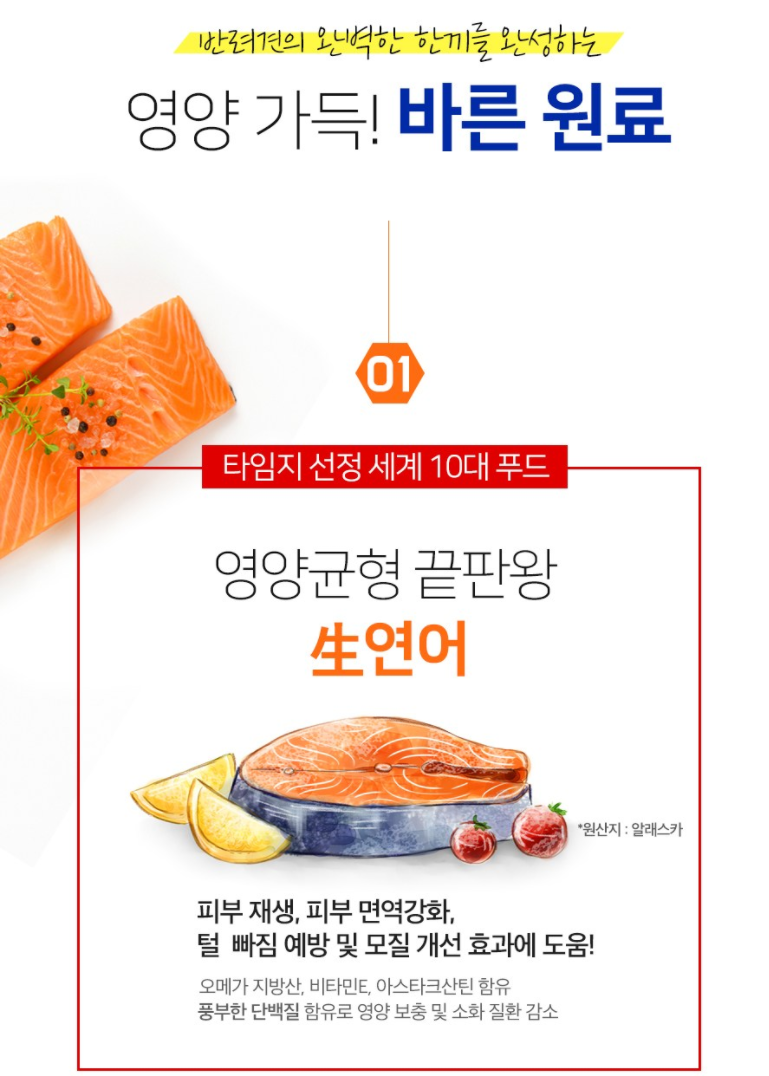 반려견의 완벽한 한끼를 완성하는
영양 가득! 바른 원료
01
타임지 선정 세계 10대 푸드
영양균형 끝판왕
生연어
*원산지 : 알래스카
피부 재생, 피부 면역강화,
털 빠짐 예방 및 모질 개선 효과에 도움!
오메가 지방산, 비타민E, 아스타크산틴 함유
풍부한 단백질 함유로 영양 보충 및 소화 질환 감소